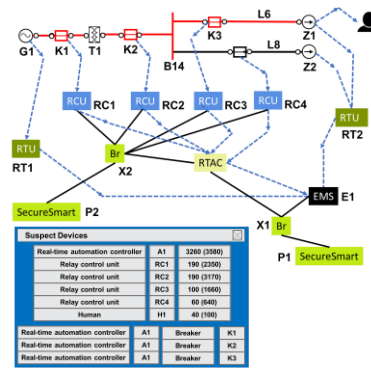 L6
G1 K1 T1 K2 K3 Z1
L8
B14 Z2
RCU RC1 RCU RC2 RCU RC3 RCU RC4
RTU
RT2
RTU
RT1
Br
X2
RTAC
EMS E1
SecureSmart P2
X1 Br
P1 SecureSmart
Suspect Devices
Real-time automation controller A1 3260 (3580)
Relay control unit RC1 190 (2350)
Relay control unit RC2 190 (3170)
Relay control unit RC3 100 (1660)
Relay control unit RC4 60 (640)
Human H1 40 (100)
Real-time automation controller A1 Breaker K1
Real-time automation controller A1 Breaker K2
Real-time automation controller A1 Breaker K3